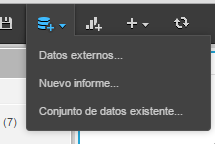 Datos externos...
Nuevo informe...
Conjunto de datos existente...
(7)